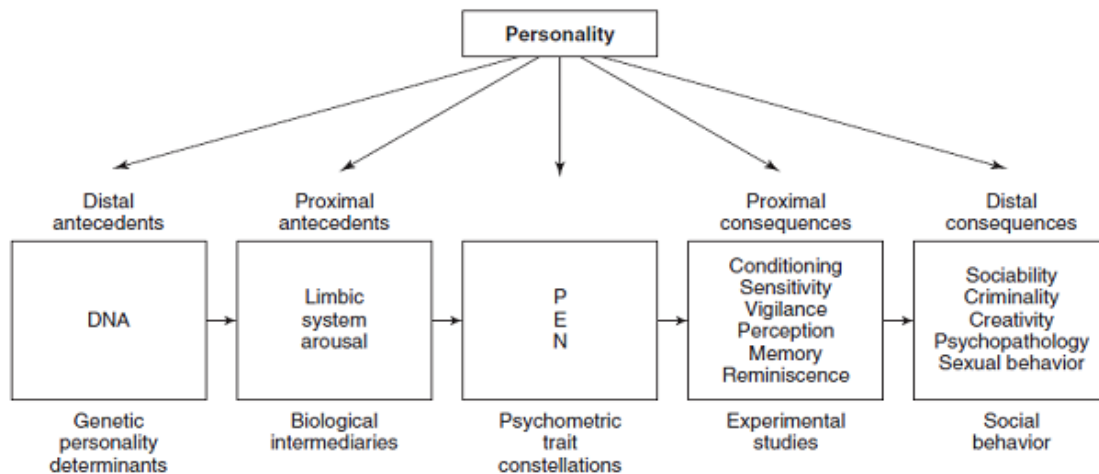 Personality
Distal
antecedents
Proximal
antecedents
Proximal
consequences
Distal
consequences
DNA
Limbic
system
arousal
P
E
N
Conditioning
Sensitivity
Vigilance
Perception
Memory
Reminiscence
Sociability
Criminality
Creativity
Psychopathology
Sexual behavior
Genetic
personality
determinants
Biological
intermediaries
Psychometric
trait
constellations
Experimental
studies
Social
behavior